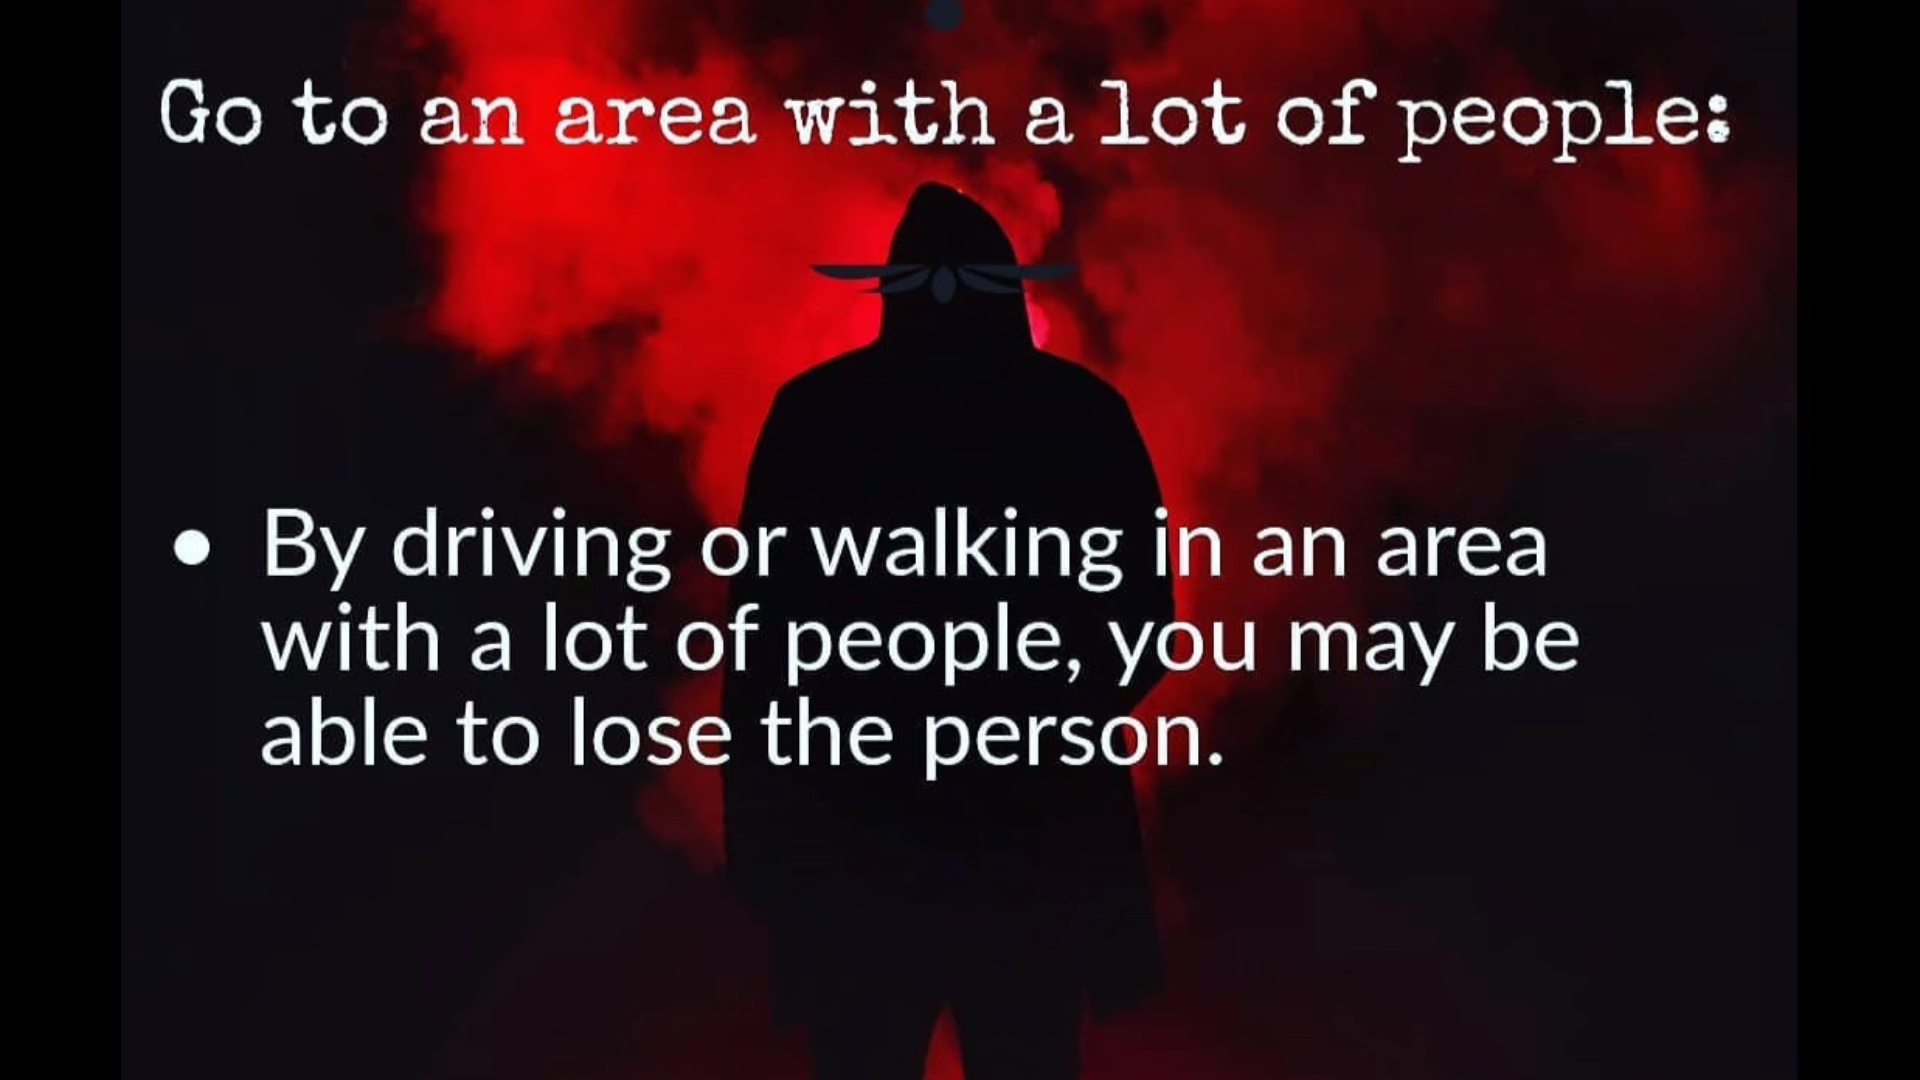 Go to an area with a lot of people:
• By driving or walking in an area
with a lot of people, you may be
able to lose the person.